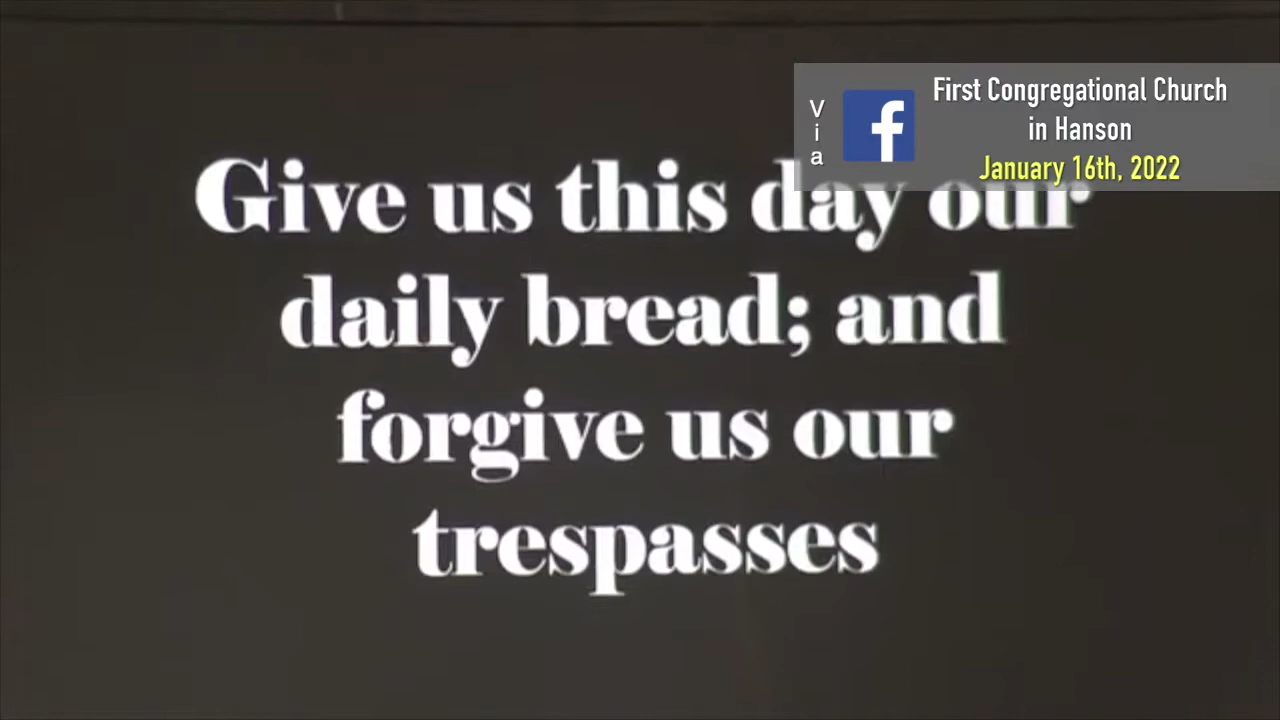 Via
First Congregational Church
in Hanson
January 16th, 2022
Give us this day our
daily bread; and
forgive us our
trespasses